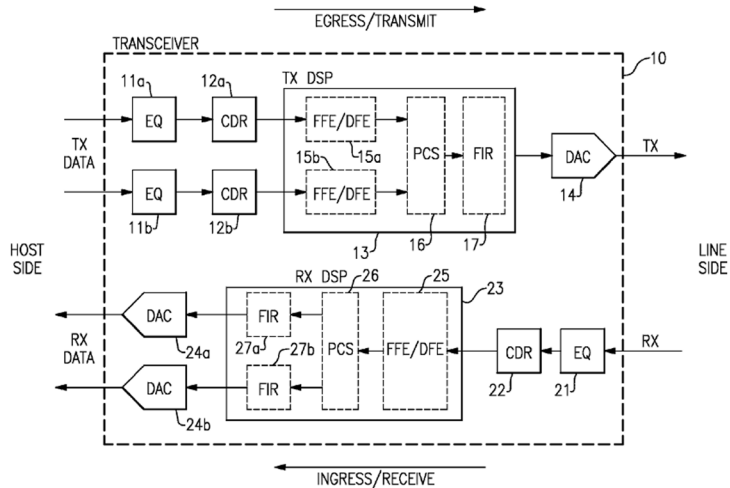 EGRESS/TRANSMIT
TRANSCEIVER
10
11a
12a
TX DSP
EQ
CDR
FFE/DFE
15a
TX
DATA
15b
PCS
FIR
DAC
TX
14
EQ
CDR
FFE/DFE
11b
12b
13
16
17
HOST
SIDE
LINE
SIDE
RX DSP
26
25
23
DAC
FIR
24a
27a
RX
DATA
27b
PCS
FFE/DFE
CDR
EQ
RX
22
21
DAC
FIR
24b
INGRESS/RECEIVE